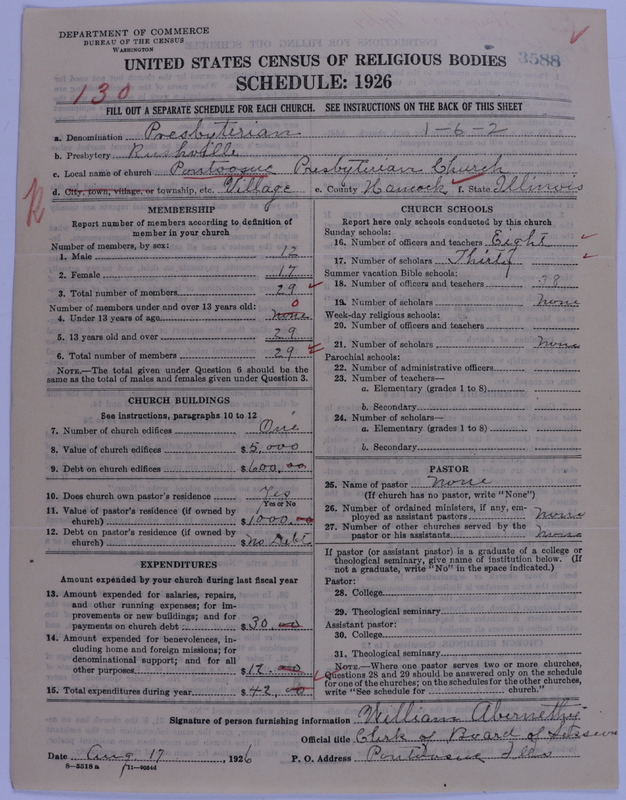 DEPARTMENT OF COMMERCE
BUREAU OF THE CENSUS
WASHINGTON
UNITED STATES CENSUS OF RELIGIOUS BODIES
3588
SCHEDULE: 1926
130
FILL OUT A SEPARATE SCHEDULE FOR EACH CHURCH. SEE INSTRUCTIONS ON THE BACK OF THIS SHEET
a. Denomination Presbyterian 1-6-2
b. Presbytery Rushville
c. Local name of church Pontoosuc Presbyterian Church
d. City, town, village, or township, etc. Village e. County Hancock f. State Illinois
MEMBERSHIP
Report number of members according to definition of
member in your church
Number of members, by sex:
1. Male 12
2. Female 17
3. Total number of members 29
Number of members under and over 13 years old: 0
4. Under 13 years of age none
5. 13 years old and over 29
6. Total number of members 29
NOTE.—The total given under Question 6 should be
same as the total of males and females given under Question 3.
CHURCH BUILDINGS
See instructions, paragraphs 10 to 12
7. Number of church edifices One
8. Value of church edifices $5,000
9. Debt on church edifices $600.00
10. Does church own pastor's residence Yes
Yes or No
11. Value of pastor's residence (if owned by
church) $1000.00
12. Debt on pastor's residence (if owned by
church) $No Debt
EXPENDITURES
Amount expended by your church during last fiscal year
13. Amount expended for salaries, repairs,
and other running expenses; for im-
provements or new buildings; and for
payments on church debt $30.00
14. Amount expended for benevolences, in-
cluding home and foreign missions; for
denominational support; and for all
other purposes $12.00
15. Total expenditures during year $42.00
CHURCH SCHOOLS
Report here only schools conducted by this church
Sunday schools:
16. Number of officers and teachers Eight
17. Number of scholars Thirty
Summer vacation Bible schools:
18. Number of officers and teachers 38
19. Number of scholars None
Week-day religious schools:
20. Number of officers and teachers
21. Number of scholars None
Parochial schools:
22. Number of administrative officers
23. Number of teachers—
a. Elementary (grades 1 to 8)
b. Secondary
24. Number of scholars—
a. Elementary (grades 1 to 8)
b. Secondary
PASTOR
25. Name of pastor None
(If church has no pastor, write "None")
26. Number of ordained ministers, if any, em-
ployed as assistant pastors None
27. Number of other churches served by the
pastor or his assistants None
If pastor (or assistant pastor) is a graduate of a college or
theological seminary, give name of institution below. (If
not a graduate, write "No" in the space indicated.)
Pastor:
28. College
29. Theological seminary
Assistant pastor:
30. College
31. Theological seminary
NOTE.—Where one pastor serves two or more churches,
Questions 28 and 29 should be answered only on the schedule
for one of the churches; on the schedules for the other churches,
write "See schedule for church."
Signature of person furnishing information William Abernethy
Official title Clerk of Board of
Date Aug. 17, 1926 P. O. Address Pontoosuc Ills
8-5518a 11-9024d